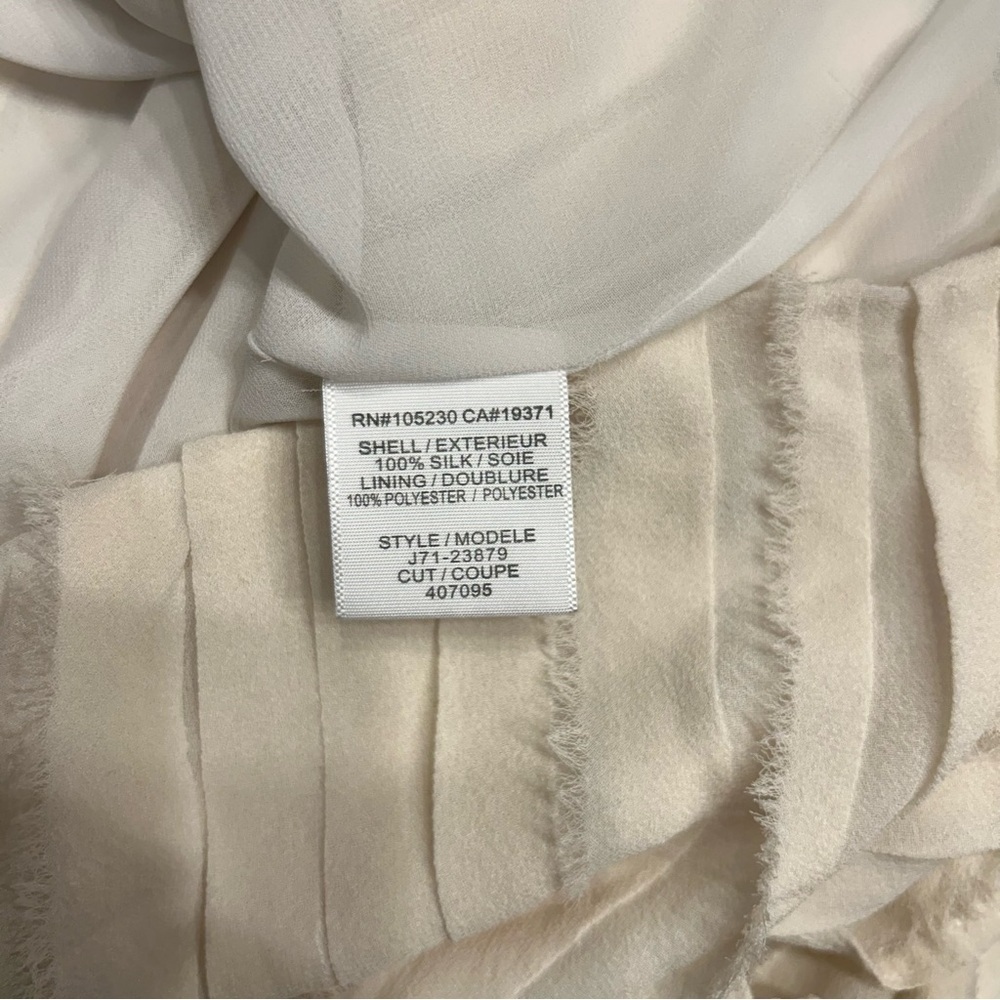 RN#105230 CA#19371
SHELL / EXTERIEUR
100% SILK / SOIE
LINING / DOUBLURE
100% POLYESTER / POLYESTER
STYLE / MODELE
J71-23879
CUT / COUPE
407095